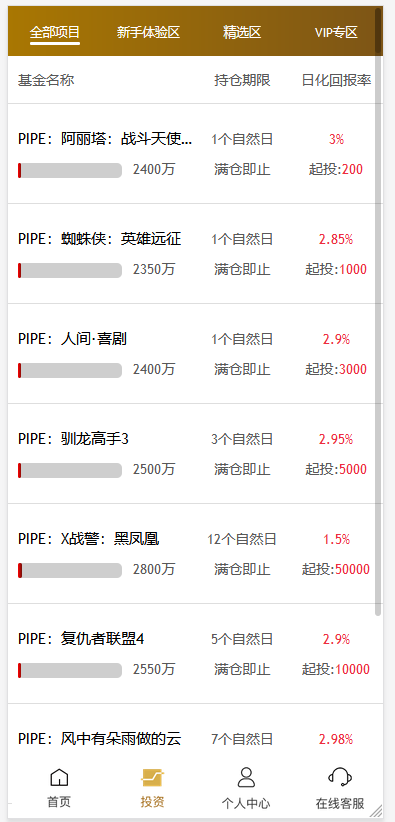 全部项目 新手体验区 精选区 VIP专区
基金名称 持仓期限 日化回报率
PIPE：阿丽塔：战斗天使... 1个自然日 3%
2400万 满仓即止 起投:200
PIPE：蜘蛛侠：英雄远征 1个自然日 2.85%
2350万 满仓即止 起投:1000
PIPE：人间·喜剧 1个自然日 2.9%
2400万 满仓即止 起投:3000
PIPE：驯龙高手3 3个自然日 2.95%
2500万 满仓即止 起投:5000
PIPE：X战警：黑凤凰 12个自然日 1.5%
2800万 满仓即止 起投:50000
PIPE：复仇者联盟4 5个自然日 2.9%
2550万 满仓即止 起投:10000
PIPE：风中有朵雨做的云 7个自然日 2.98%
首页 投资 个人中心 在线客服